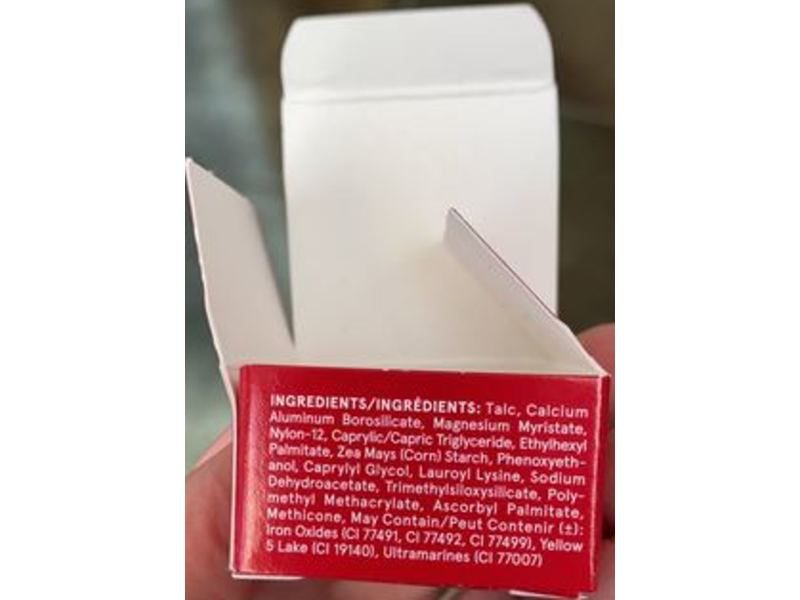 INGREDIENTS/INGRÉDIENTS: Talc, Calcium
Aluminum Borosilicate, Magnesium Myristate,
Nylon-12, Caprylic/Capric Triglyceride, Ethylhexyl
Palmitate, Zea Mays (Corn) Starch, Phenoxyeth-
anol, Caprylyl Glycol, Lauroyl Lysine, Sodium
Dehydroacetate, Trimethylsiloxysilicate, Poly-
methyl Methacrylate, Ascorbyl Palmitate,
Methicone, May Contain/Peut Contenir (±):
Iron Oxides (CI 77491, CI 77492, CI 77499), Yellow
5 Lake (CI 19140), Ultramarines (CI 77007)